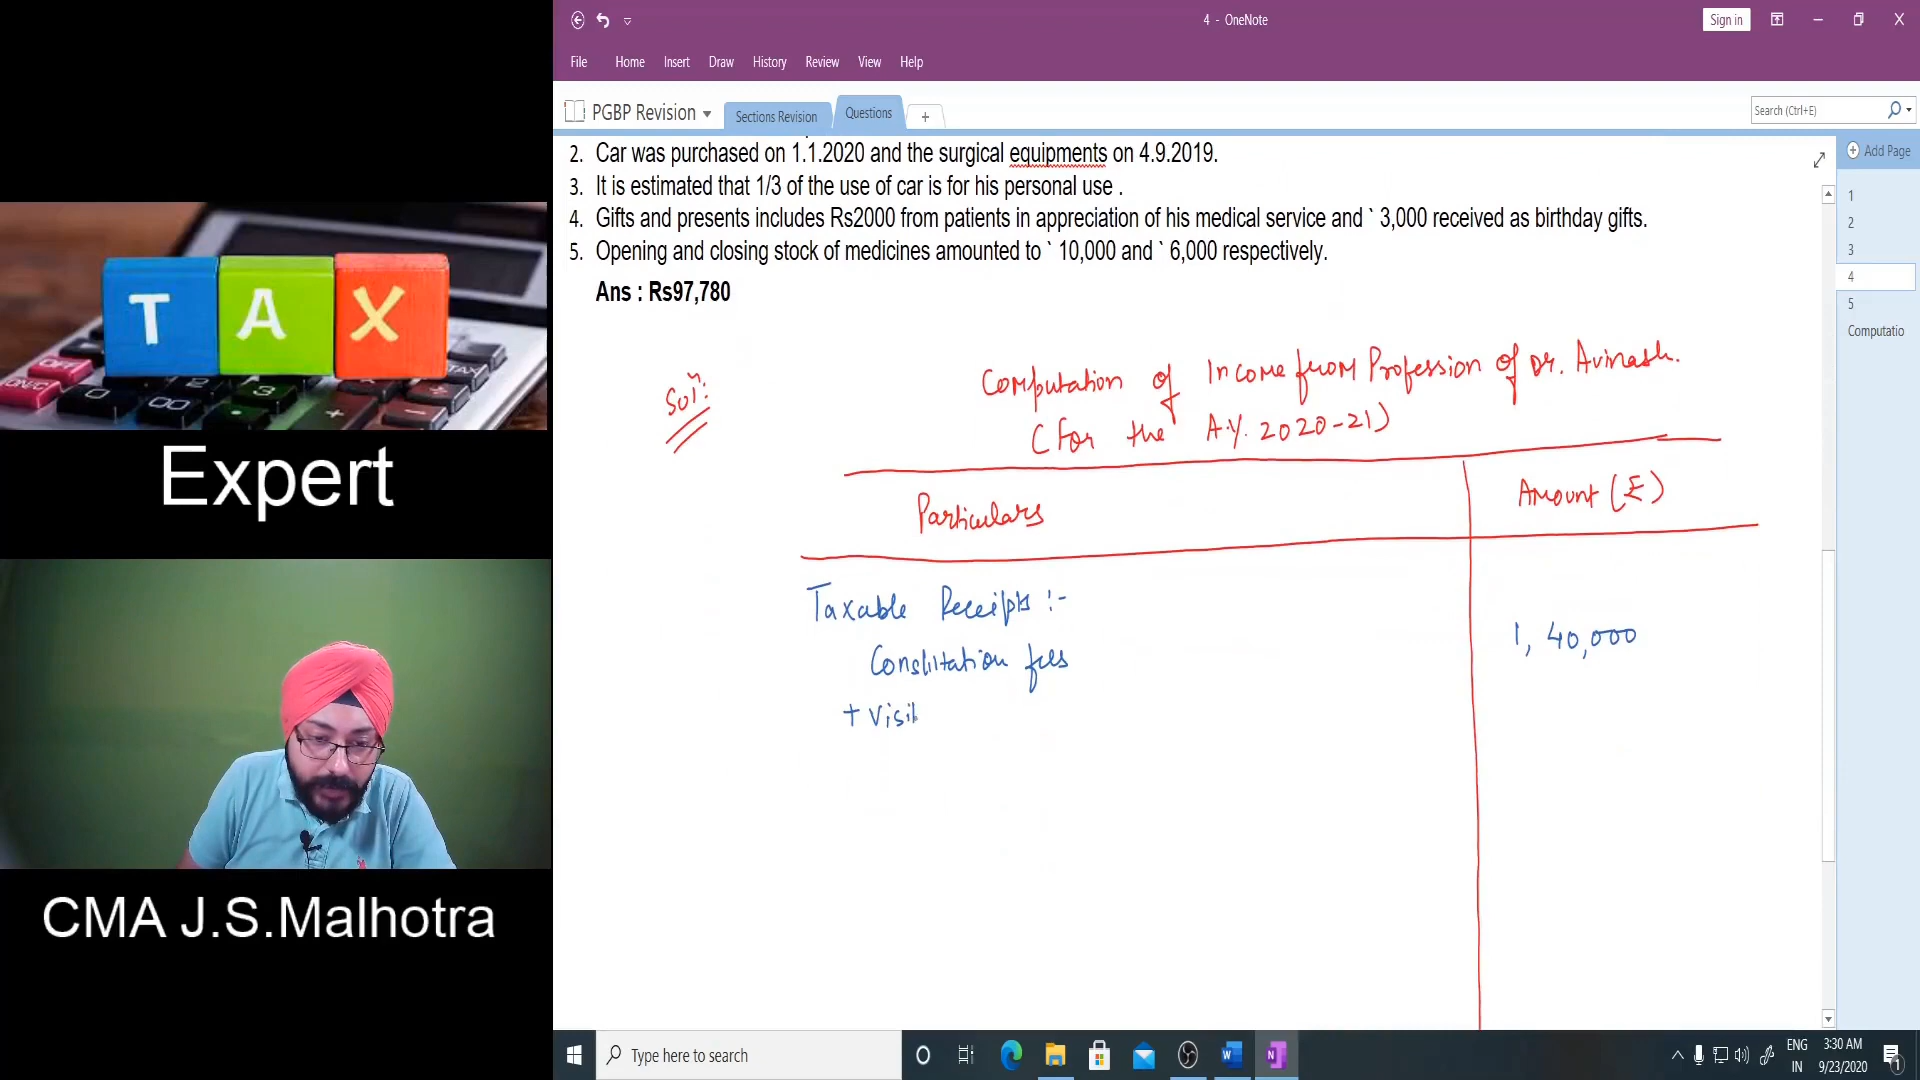 TAX
Expert
CMA J.S.Malhotra
4 - OneNote
Sign in
File Home Insert Draw History Review View Help
PGBP Revision
Sections Revision
Questions
Search (Ctrl+E)
Add Page
1
2
3
4
5
Computatio
2. Car was purchased on 1.1.2020 and the surgical equipments on 4.9.2019.
3. It is estimated that 1/3 of the use of car is for his personal use .
4. Gifts and presents includes Rs2000 from patients in appreciation of his medical service and ` 3,000 received as birthday gifts.
5. Opening and closing stock of medicines amounted to ` 10,000 and ` 6,000 respectively.
Ans : Rs97,780
Soln:
Computation of Income from Profession of Dr. Avinash.
(For the A.Y. 2020-21)
Particulars Amount (₹)
Taxable Receipts :-
Conslitation fees 1,40,000
+ Visit
Type here to search
ENG
IN
3:30 AM
9/23/2020